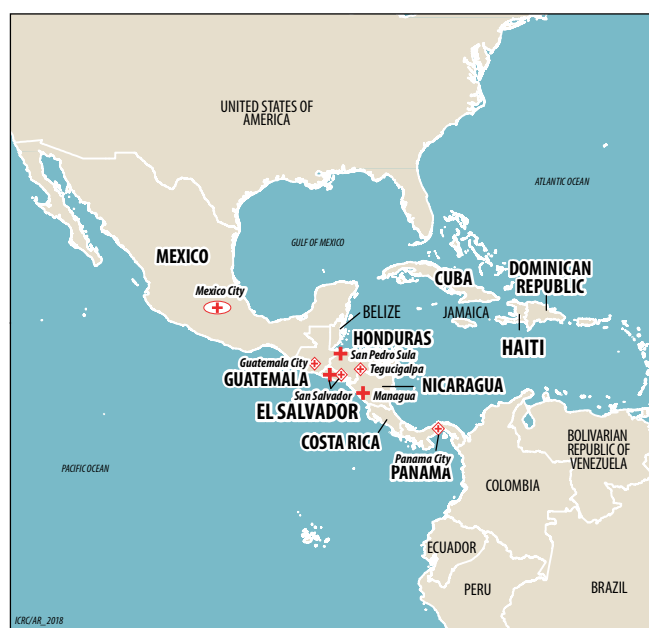 UNITED STATES OF
AMERICA
ATLANTIC OCEAN
GULF OF MEXICO
MEXICO
Mexico City
CUBA
DOMINICAN
REPUBLIC
BELIZE
JAMAICA
HAITI
HONDURAS
San Pedro Sula
Guatemala City
Tegucigalpa
GUATEMALA
NICARAGUA
San Salvador
Managua
EL SALVADOR
COSTA RICA
Panama City
PANAMA
BOLIVARIAN
REPUBLIC OF
VENEZUELA
PACIFIC OCEAN
COLOMBIA
ECUADOR
PERU
BRAZIL
ICRC/AR_2018